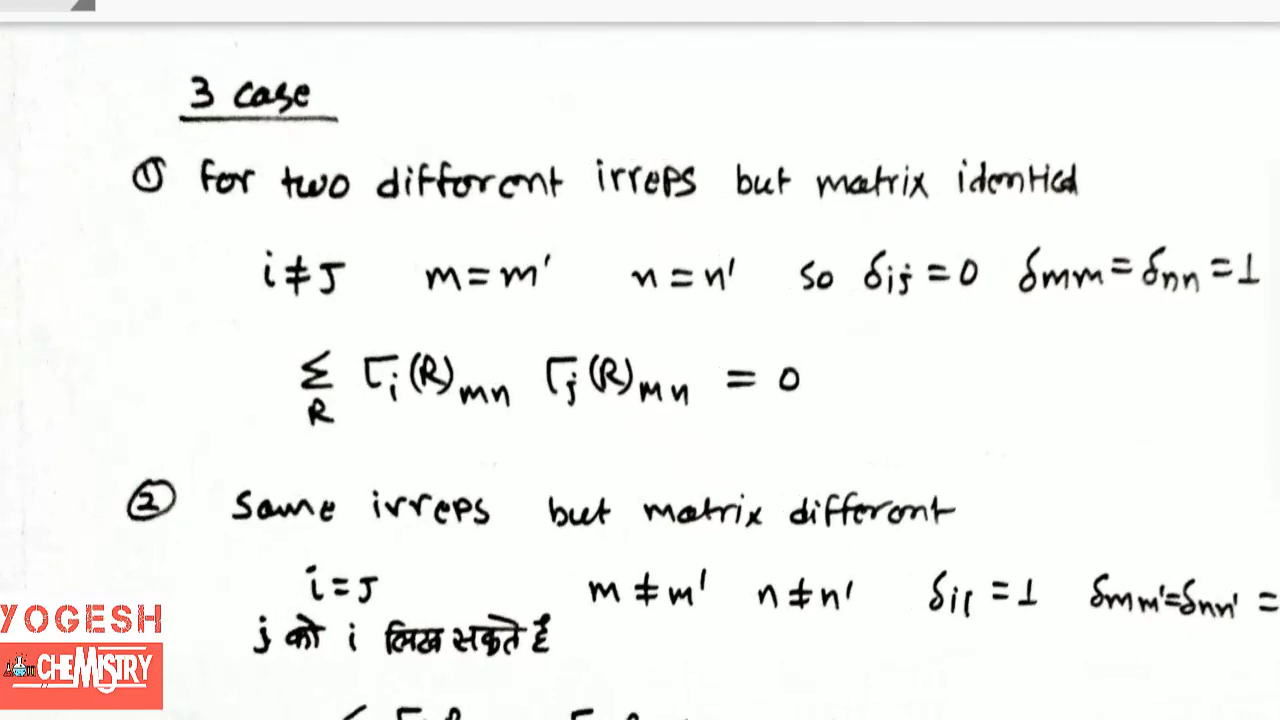 3 case
① for two different irreps but matrix identical
i ≠ J m = m' n = n' so δij = 0 δmm = δnn = 1
Σ Γi(R)mn Γj(R)mn = 0
R
② Same irreps but matrix different
i = J m ≠ m' n ≠ n' δii = 1 δmm' = δnn' =
j को i लिख सकते हैं
YOGESH
CHEMISTRY